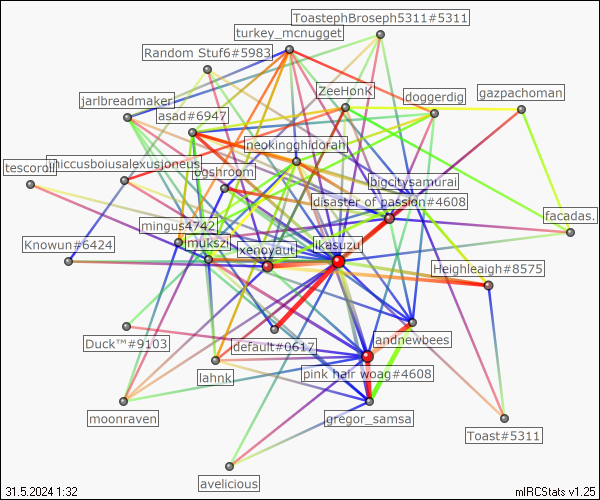 ToastephBroseph5311#5311
turkey_mcnugget
Random Stuf6#5983
ZeeHonK
gazpachoman
jarlbreadmaker
doggerdig
asad#6947
neokingghidorah
tescoroll
thiccusboiusalexusjoneus
ogshroom
bigcitysamurai
disaster of passion#4608
facadas.
mingus4742
Knowun#6424
mukszi
xenoyaut
ikasuzu
Heighleaigh#8575
Duck™#9103
default#0617
andnewbees
lahnk
pink hair woag#4608
moonraven
gregor_samsa
Toast#5311
avelicious
31.5.2024 1:32
mIRCStats v1.25